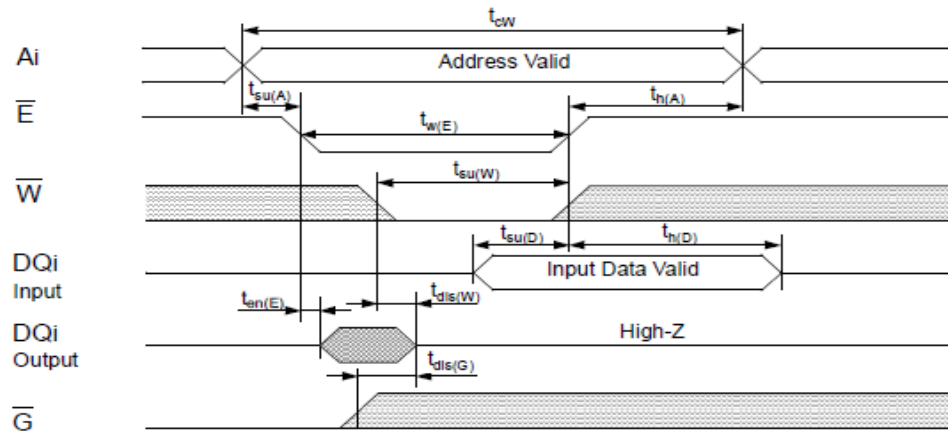 t_cW
Ai
Address Valid
t_su(A)
t_h(A)
E̅
t_w(E)
W̅
t_su(W)
t_su(D)
t_h(D)
DQi
Input
Input Data Valid
t_en(E)
t_dis(W)
DQi
Output
High-Z
t_dis(G)
G̅